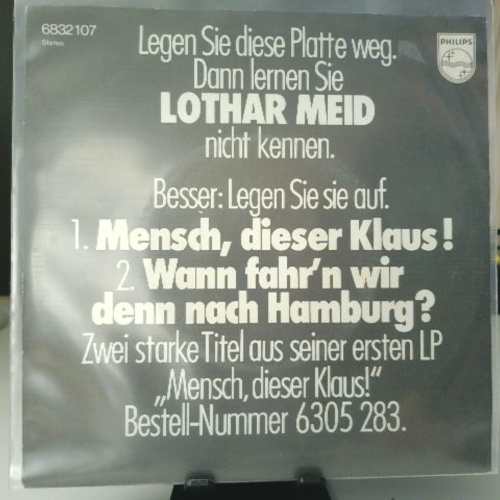 6832107
Stereo
PHILIPS
Legen Sie diese Platte weg.
Dann lernen Sie
LOTHAR MEID
nicht kennen.
Besser: Legen Sie sie auf.
1. Mensch, dieser Klaus!
2. Wann fahr'n wir
denn nach Hamburg?
Zwei starke Titel aus seiner ersten LP
„Mensch, dieser Klaus!“
Bestell-Nummer 6305 283.